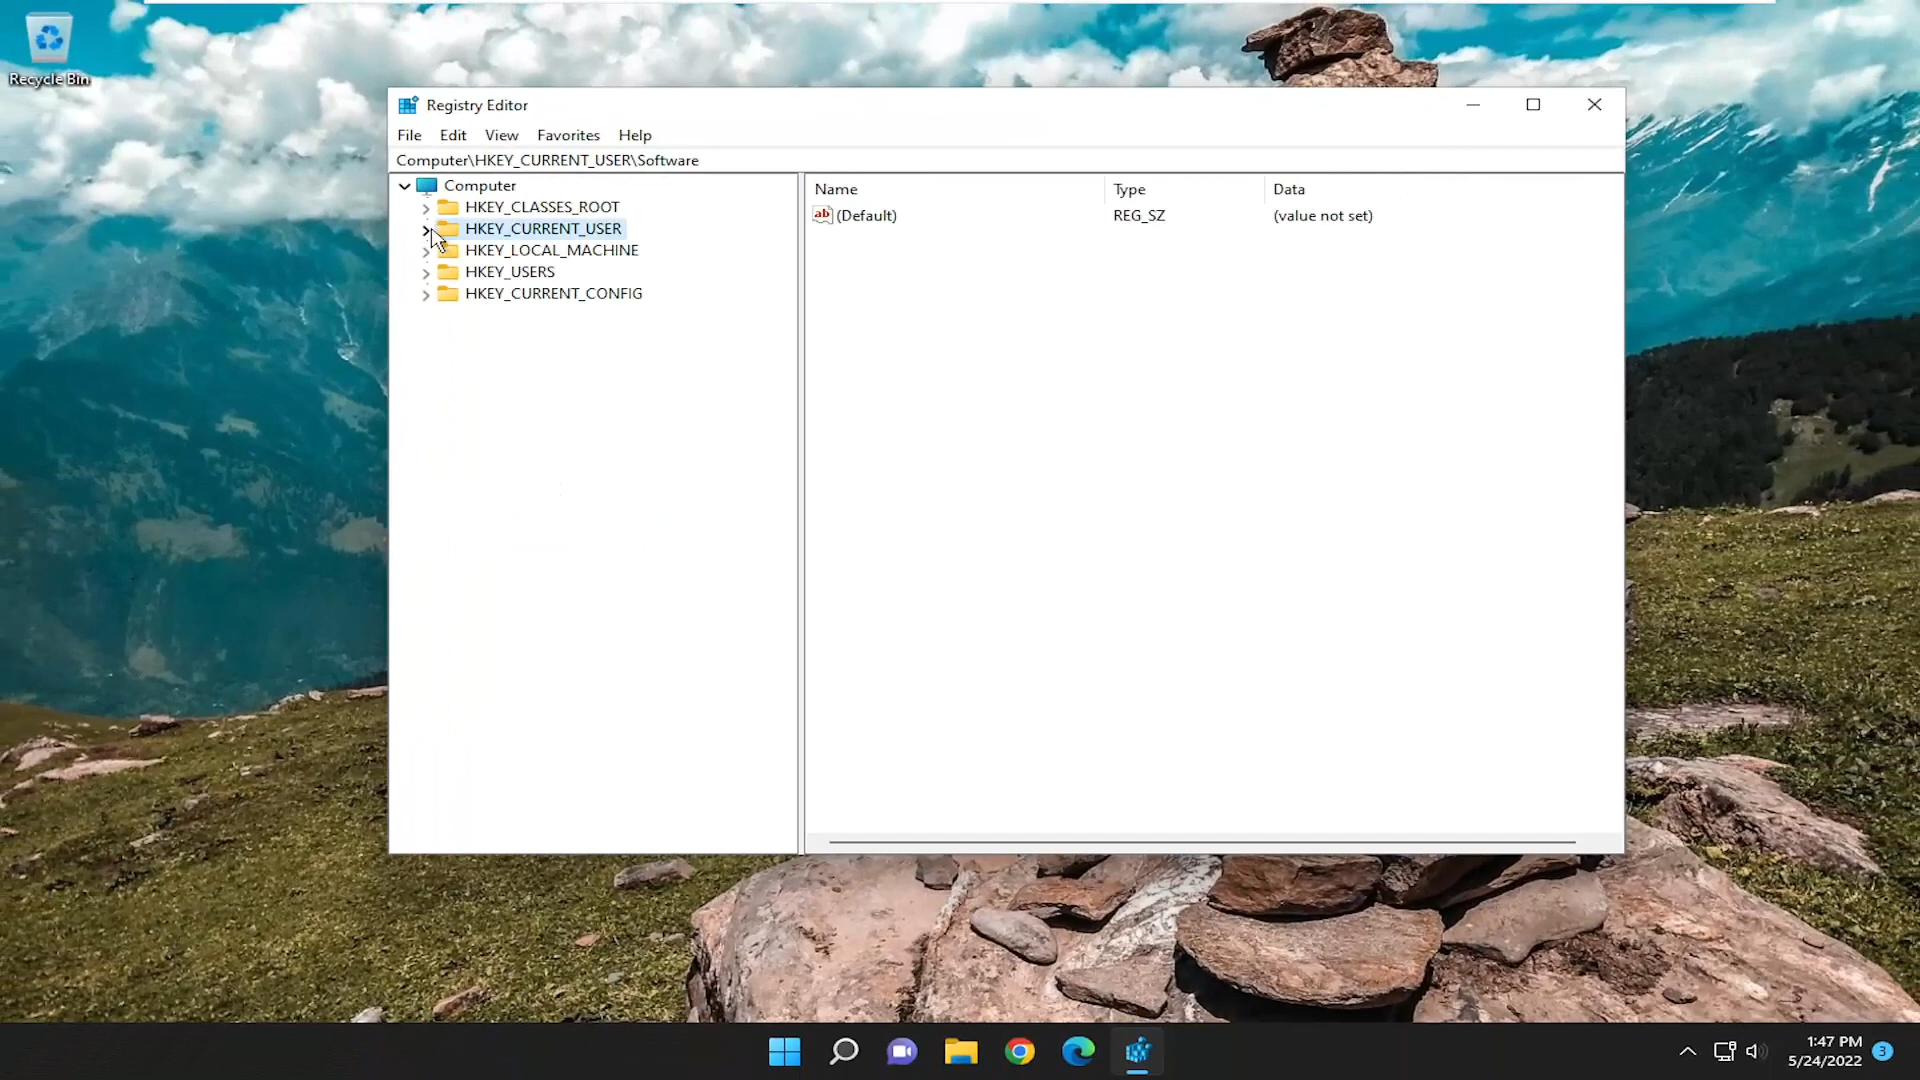 Recycle Bin
Registry Editor
File Edit View Favorites Help
Computer\HKEY_CURRENT_USER\Software
Computer
HKEY_CLASSES_ROOT
HKEY_CURRENT_USER
HKEY_LOCAL_MACHINE
HKEY_USERS
HKEY_CURRENT_CONFIG
Name Type Data
ab (Default) REG_SZ (value not set)
1:47 PM
5/24/2022
3